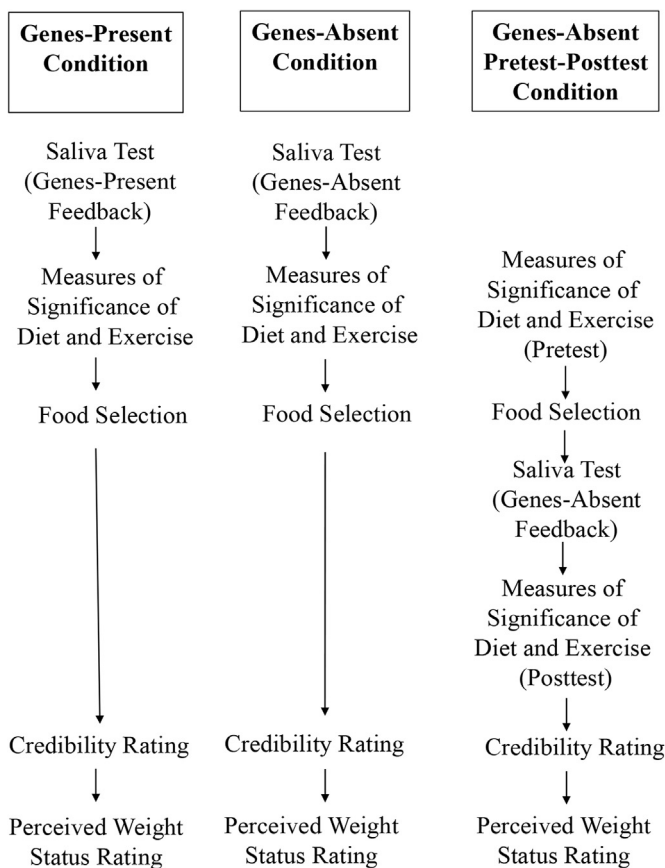 Genes-Present
Condition
Saliva Test
(Genes-Present
Feedback)
Measures of
Significance of
Diet and Exercise
Food Selection
Credibility Rating
Perceived Weight
Status Rating
Genes-Absent
Condition
Saliva Test
(Genes-Absent
Feedback)
Measures of
Significance of
Diet and Exercise
Food Selection
Credibility Rating
Perceived Weight
Status Rating
Genes-Absent
Pretest-Posttest
Condition
Measures of
Significance of
Diet and Exercise
(Pretest)
Food Selection
Saliva Test
(Genes-Absent
Feedback)
Measures of
Significance of
Diet and Exercise
(Posttest)
Credibility Rating
Perceived Weight
Status Rating